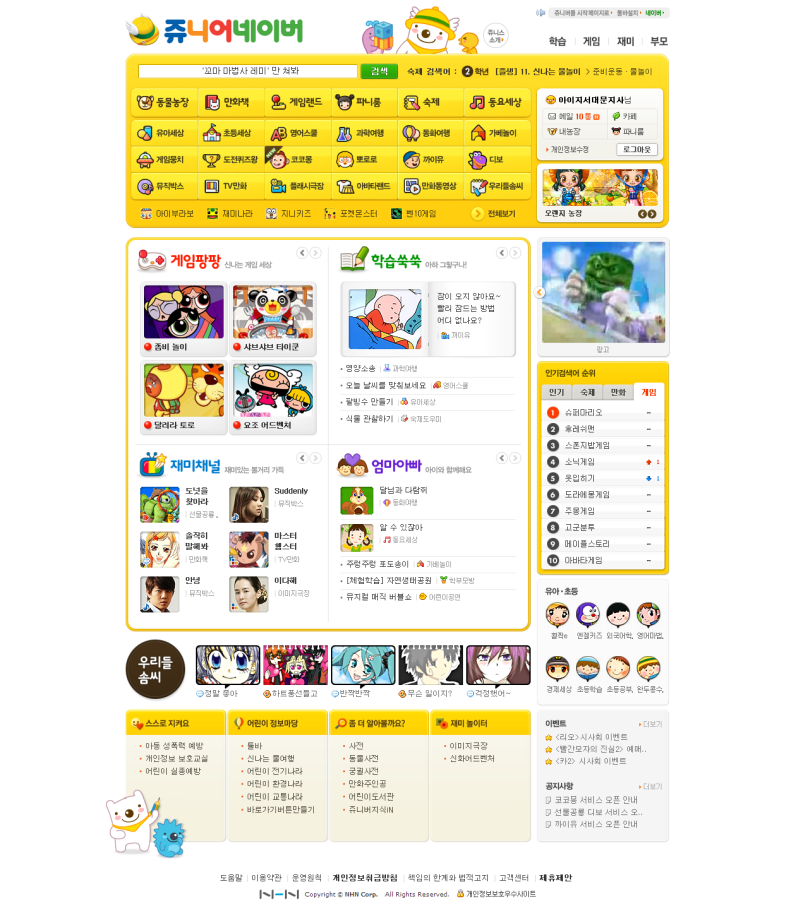 쥬니버를 시작페이지로 · 툴바설치 · 네이버
쥬니어네이버
쥬니스 소개
학습 게임 재미 부모
'꼬마 마법사 레미' 만 쳐봐
검색
숙제 검색어 : 2학년 [즐생] 11. 신나는 물놀이 > 준비운동 · 물놀이
동물농장 만화책 게임랜드 파니룸 숙제 동요세상
유아세상 초등세상 영어스쿨 과학여행 동화여행 가베놀이
게임뭉치 도전퀴즈왕 코코몽 뽀로로 까이유 디보
뮤직박스 TV만화 플래시극장 아바타랜드 만화동영상 우리들솜씨
아이부라보 재미나라 지니키즈 포켓몬스터 벤10게임 전체보기
아이지서대문지사님
메일 10 카페
내농장 파니룸
개인정보수정 로그아웃
오렌지 농장
게임팡팡 신나는 게임 세상
좀비 놀이 샤브샤브 타이쿤
달려라 토로 요조 어드벤처
학습쑥쑥 아하 그렇구나!
잠이 오지 않아요~
빨리 잠드는 방법
어디 없나요?
까이유
영양소송 과학여행
오늘 날씨를 맞춰보세요 영어스쿨
팥빙수 만들기 유아세상
식물 관찰하기 숙제도우미
광고
인기검색어 순위
인기 숙제 만화 게임
1 슈퍼마리오 -
2 후레쉬맨 -
3 스폰지밥게임 -
4 소닉게임 1
5 옷입히기 1
6 도라에몽게임 -
7 주몽게임 -
8 고군분투 -
9 메이플스토리 -
10 아바타게임 -
재미채널 재미있는 볼거리 가득
도넛을 찾아라 선물공룡..
Suddenly 뮤직박스
솔직히 말해봐 만화책
마스터 햄스터 TV만화
안녕 뮤직박스
이다해 이미지극장
엄마아빠 아이와 함께해요
달님과 다람쥐
동화여행
알 수 있잖아
동요세상
주렁주렁 포도송이 가베놀이
[체험학습] 자연생태공원 학부모방
뮤지컬 매직 버블쇼 어린이공연
유아 · 초등
깔작e 엔젤키즈 외국어학, 영어마법,
경제세상 초등학습 초등공부, 완두콩수,
우리들 솜씨
정말 좋아 하트풍선들고 반짝반짝 무슨 일이지? 걱정했어~
스스로 지켜요
아동 성폭력 예방
개인정보 보호교실
어린이 실종예방
어린이 정보마당
툴바
신나는 롤여행
어린이 전기나라
어린이 환경나라
어린이 교통나라
바로가기버튼만들기
좀 더 알아볼까요?
사전
동물사전
궁궐사전
만화주인공
어린이도서관
쥬니버지식iN
재미 놀이터
이미지극장
신화어드벤처
이벤트 더보기
<리오>시사회 이벤트
<빨간모자의 진실2> 예매..
<카2> 시사회 이벤트
공지사항 더보기
코코몽 서비스 오픈 안내
선물공룡 디보 서비스 오..
까이유 서비스 오픈 안내
도움말 | 이용약관 | 운영원칙 | 개인정보취급방침 | 책임의 한계와 법적고지 | 고객센터 | 제휴제안
Copyright © NHN Corp. All Rights Reserved. 개인정보보호우수사이트